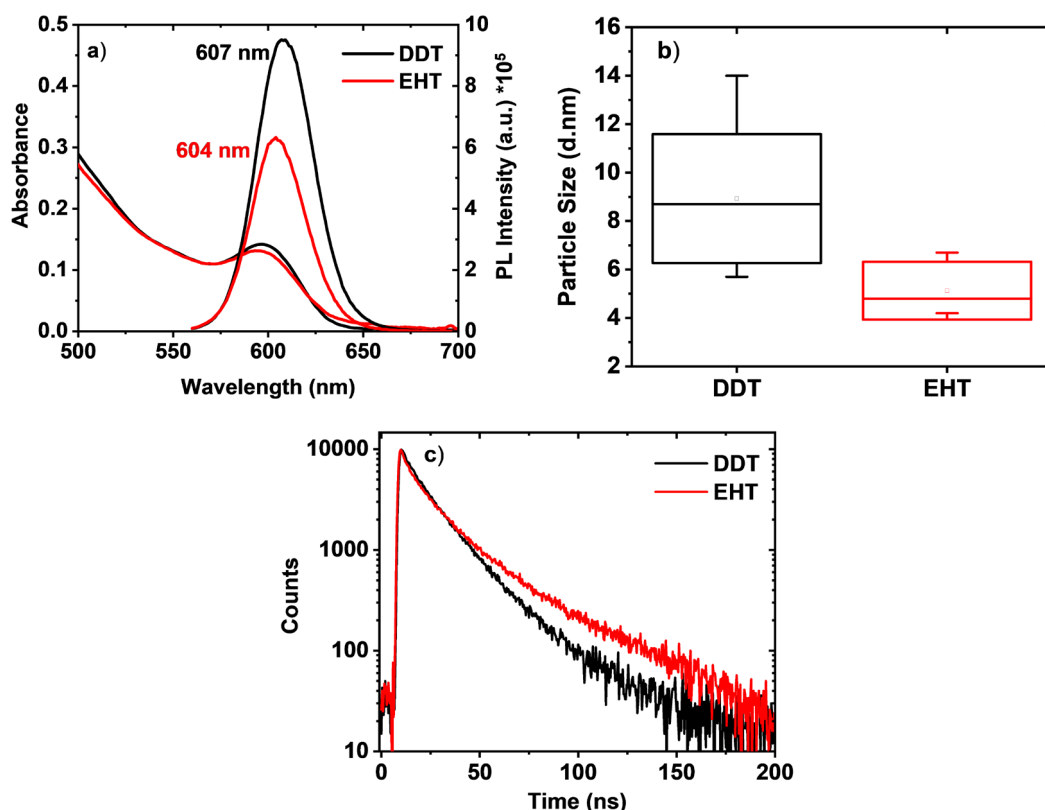 a)
607 nm
604 nm
DDT
EHT
0.5
0.4
0.3
0.2
0.1
0.0
Absorbance
10
8
6
4
2
0
PL Intensity (a.u.) *10⁵
500
550
600
650
700
Wavelength (nm)
b)
16
14
12
10
8
6
4
2
Particle Size (d.nm)
DDT
EHT
c)
DDT
EHT
10000
1000
100
10
Counts
0
50
100
150
200
Time (ns)